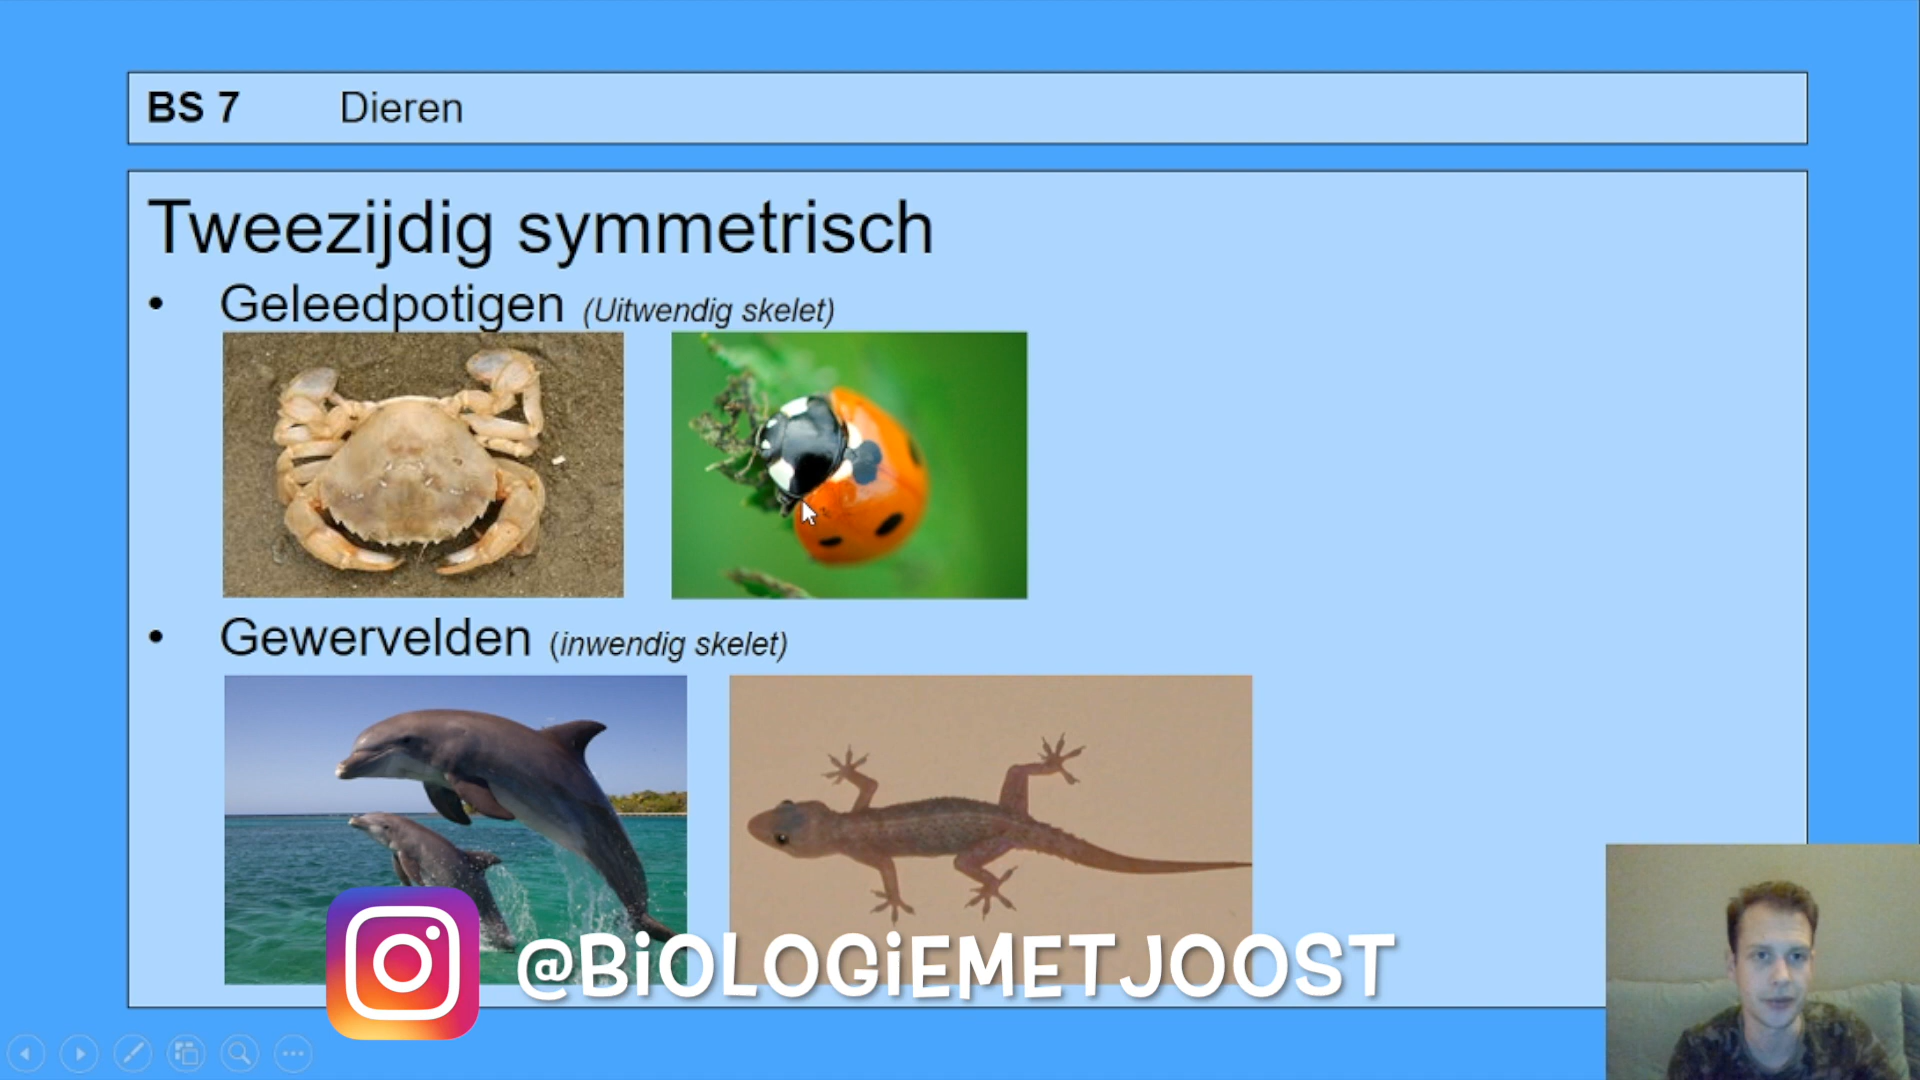 BS 7 Dieren
Tweezijdig symmetrisch
• Geleedpotigen (Uitwendig skelet)
• Gewervelden (inwendig skelet)
@BiOLOGiEMETJOOST